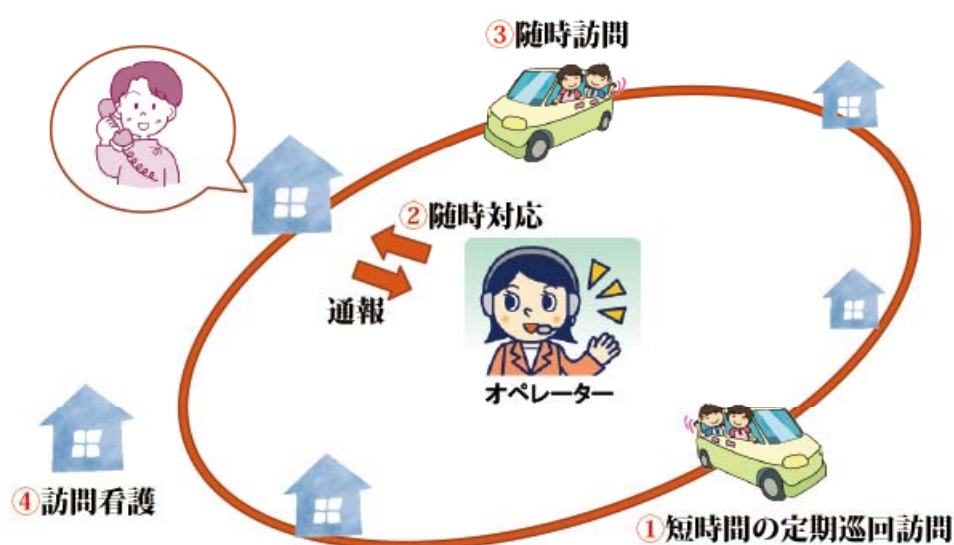 ③随時訪問
②随時対応
通報
オペレーター
④訪問看護
①短時間の定期巡回訪問